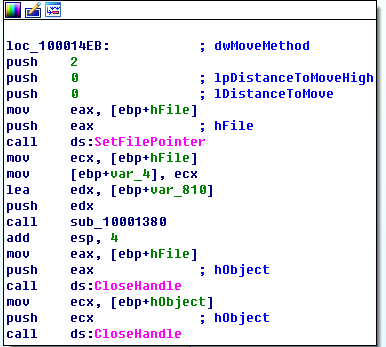 loc_100014EB: ; dwMoveMethod
push 2
push 0 ; lpDistanceToMoveHigh
push 0 ; lDistanceToMove
mov eax, [ebp+hFile]
push eax ; hFile
call ds:SetFilePointer
mov ecx, [ebp+hFile]
mov [ebp+var_4], ecx
lea edx, [ebp+var_810]
push edx
call sub_10001380
add esp, 4
mov eax, [ebp+hFile]
push eax ; hObject
call ds:CloseHandle
mov ecx, [ebp+hObject]
push ecx ; hObject
call ds:CloseHandle